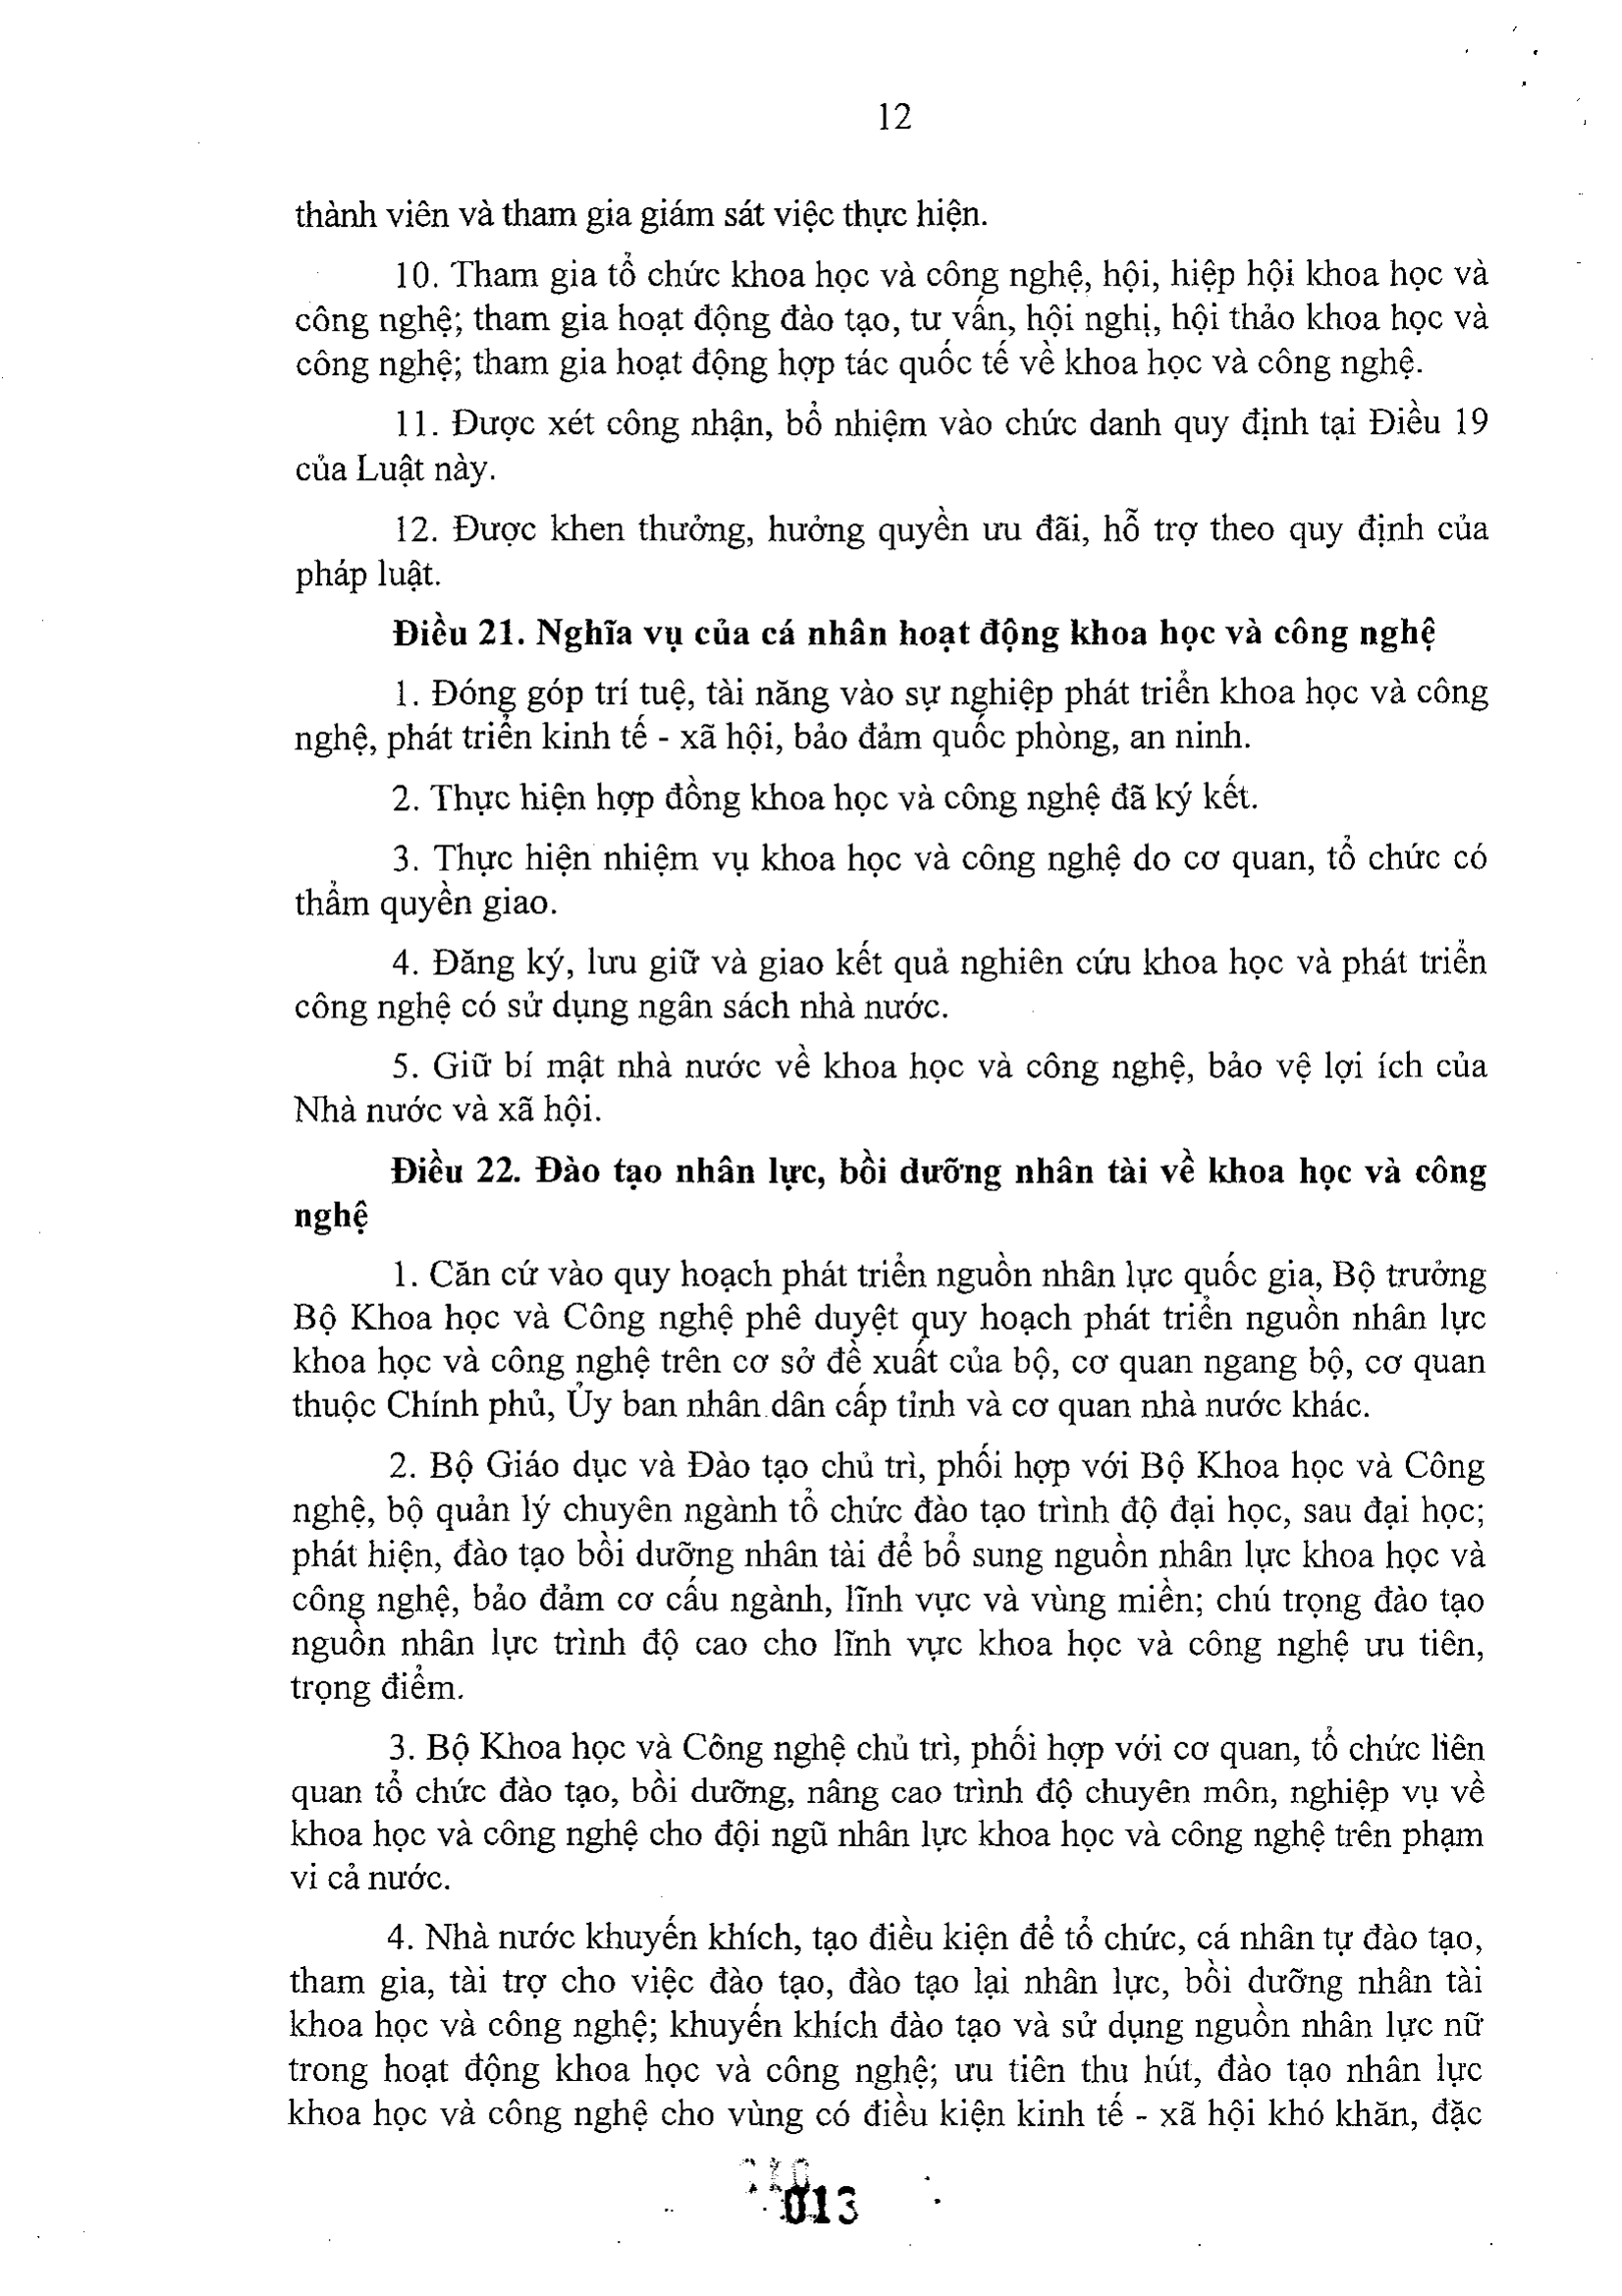 12
thành viên và tham gia giám sát việc thực hiện.
10. Tham gia tổ chức khoa học và công nghệ, hội, hiệp hội khoa học và
công nghệ; tham gia hoạt động đào tạo, tư vấn, hội nghị, hội thảo khoa học và
công nghệ; tham gia hoạt động hợp tác quốc tế về khoa học và công nghệ.
11. Được xét công nhận, bổ nhiệm vào chức danh quy định tại Điều 19
của Luật này.
12. Được khen thưởng, hưởng quyền ưu đãi, hỗ trợ theo quy định của
pháp luật.
Điều 21. Nghĩa vụ của cá nhân hoạt động khoa học và công nghệ
1. Đóng góp trí tuệ, tài năng vào sự nghiệp phát triển khoa học và công
nghệ, phát triển kinh tế - xã hội, bảo đảm quốc phòng, an ninh.
2. Thực hiện hợp đồng khoa học và công nghệ đã ký kết.
3. Thực hiện nhiệm vụ khoa học và công nghệ do cơ quan, tổ chức có
thẩm quyền giao.
4. Đăng ký, lưu giữ và giao kết quả nghiên cứu khoa học và phát triển
công nghệ có sử dụng ngân sách nhà nước.
5. Giữ bí mật nhà nước về khoa học và công nghệ, bảo vệ lợi ích của
Nhà nước và xã hội.
Điều 22. Đào tạo nhân lực, bồi dưỡng nhân tài về khoa học và công
nghệ
1. Căn cứ vào quy hoạch phát triển nguồn nhân lực quốc gia, Bộ trưởng
Bộ Khoa học và Công nghệ phê duyệt quy hoạch phát triển nguồn nhân lực
khoa học và công nghệ trên cơ sở đề xuất của bộ, cơ quan ngang bộ, cơ quan
thuộc Chính phủ, Ủy ban nhân dân cấp tỉnh và cơ quan nhà nước khác.
2. Bộ Giáo dục và Đào tạo chủ trì, phối hợp với Bộ Khoa học và Công
nghệ, bộ quản lý chuyên ngành tổ chức đào tạo trình độ đại học, sau đại học;
phát hiện, đào tạo bồi dưỡng nhân tài để bổ sung nguồn nhân lực khoa học và
công nghệ, bảo đảm cơ cấu ngành, lĩnh vực và vùng miền; chú trọng đào tạo
nguồn nhân lực trình độ cao cho lĩnh vực khoa học và công nghệ ưu tiên,
trọng điểm.
3. Bộ Khoa học và Công nghệ chủ trì, phối hợp với cơ quan, tổ chức liên
quan tổ chức đào tạo, bồi dưỡng, nâng cao trình độ chuyên môn, nghiệp vụ về
khoa học và công nghệ cho đội ngũ nhân lực khoa học và công nghệ trên phạm
vi cả nước.
4. Nhà nước khuyến khích, tạo điều kiện để tổ chức, cá nhân tự đào tạo,
tham gia, tài trợ cho việc đào tạo, đào tạo lại nhân lực, bồi dưỡng nhân tài
khoa học và công nghệ; khuyến khích đào tạo và sử dụng nguồn nhân lực nữ
trong hoạt động khoa học và công nghệ; ưu tiên thu hút, đào tạo nhân lực
khoa học và công nghệ cho vùng có điều kiện kinh tế - xã hội khó khăn, đặc
013